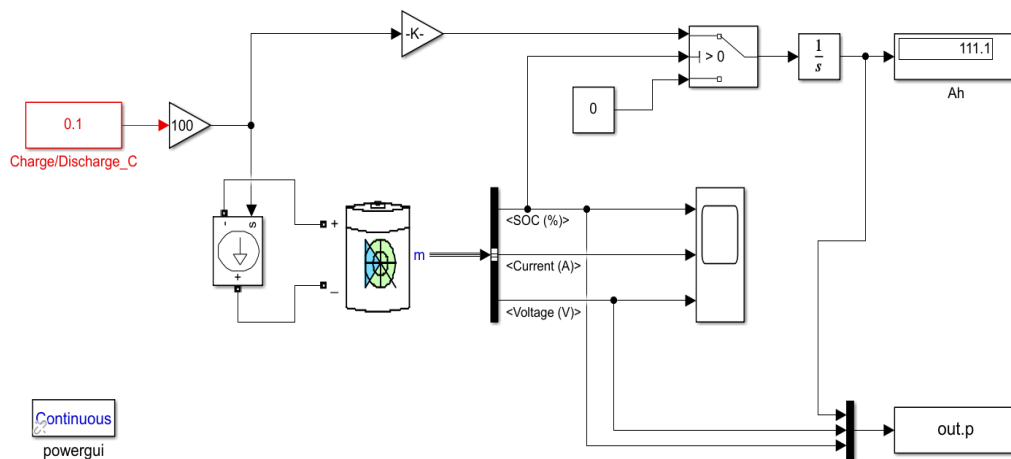 -K-
> 0
1
s
111.1
Ah
0
0.1
100
Charge/Discharge_C
-
s
+
+
_
m
<SOC (%)>
<Current (A)>
<Voltage (V)>
Continuous
powergui
out.p